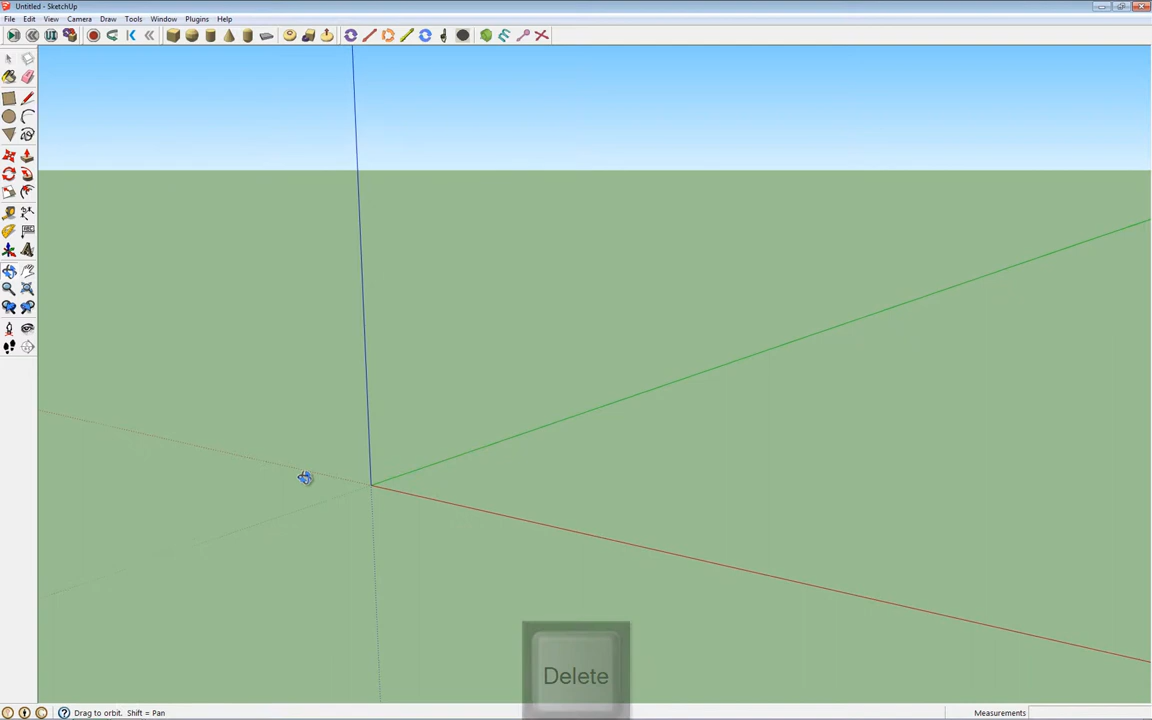 Untitled - SketchUp
File Edit View Camera Draw Tools Window Plugins Help
Delete
Drag to orbit. Shift = Pan
Measurements